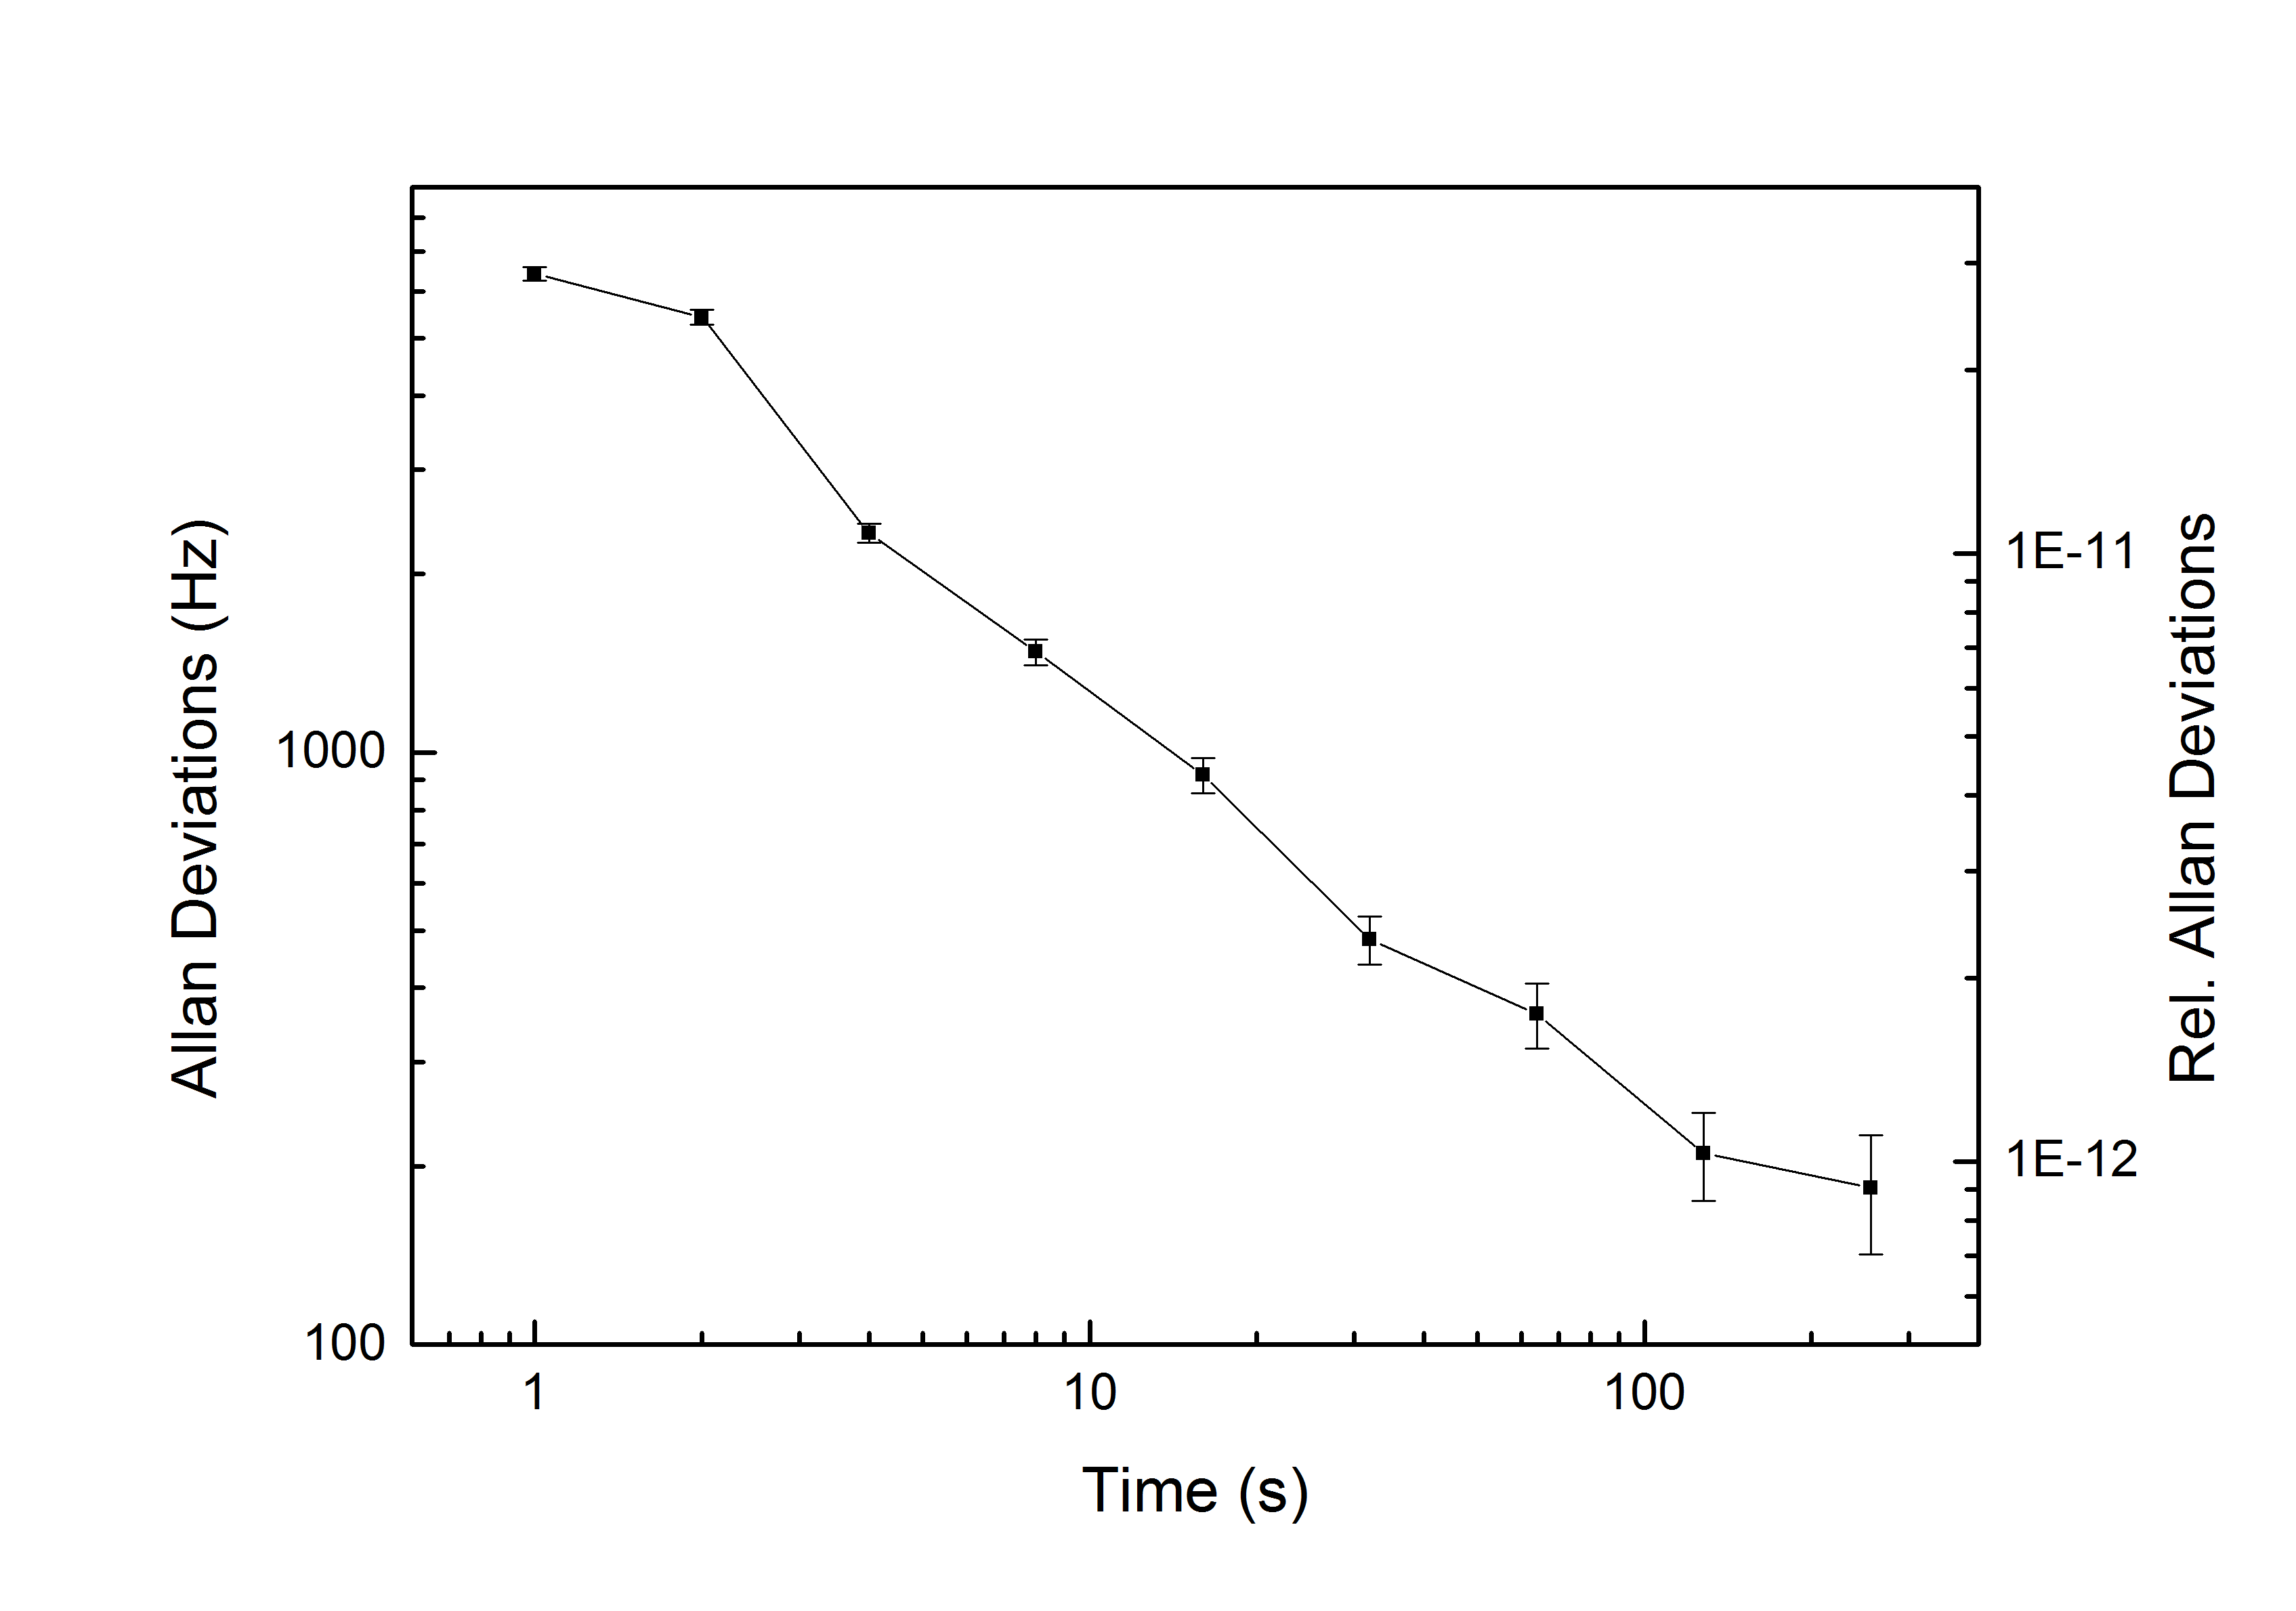 Allan Deviations (Hz)
1000
100
1E-11
1E-12
Rel. Allan Deviations
1
10
100
Time (s)